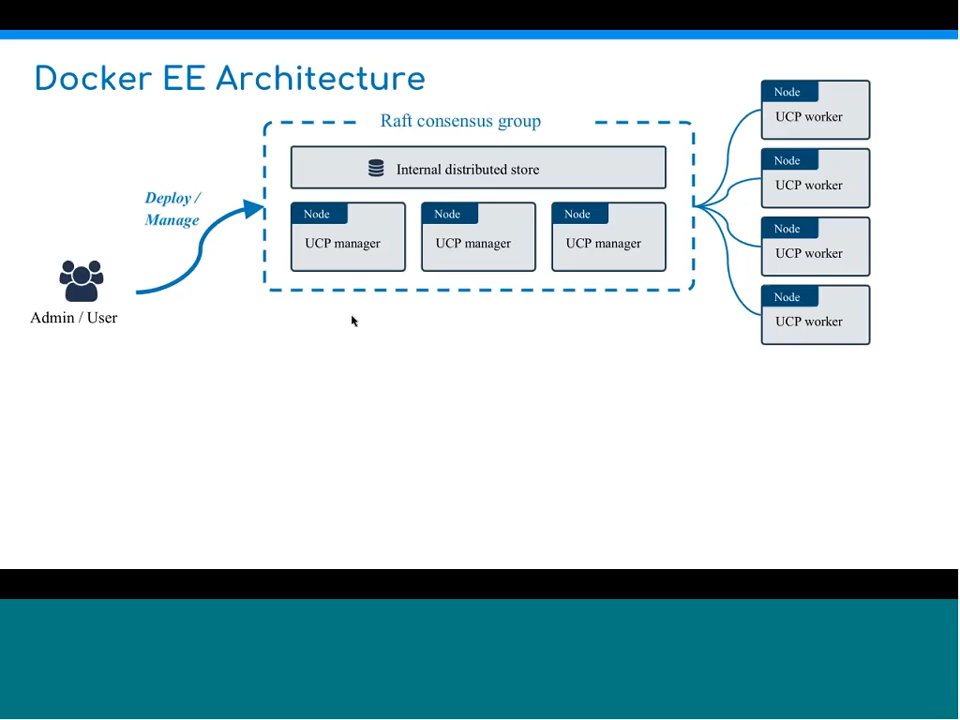 Docker EE Architecture
Raft consensus group
Internal distributed store
Deploy /
Manage
Node
UCP manager
Node
UCP manager
Node
UCP manager
Admin / User
Node
UCP worker
Node
UCP worker
Node
UCP worker
Node
UCP worker